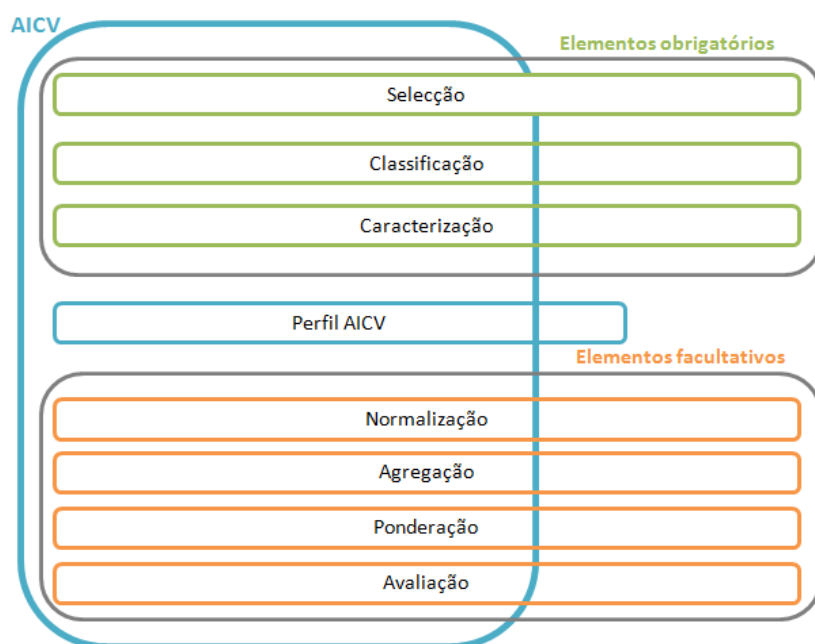 AICV
Elementos obrigatórios
Selecção
Classificação
Caracterização
Perfil AICV
Elementos facultativos
Normalização
Agregação
Ponderação
Avaliação